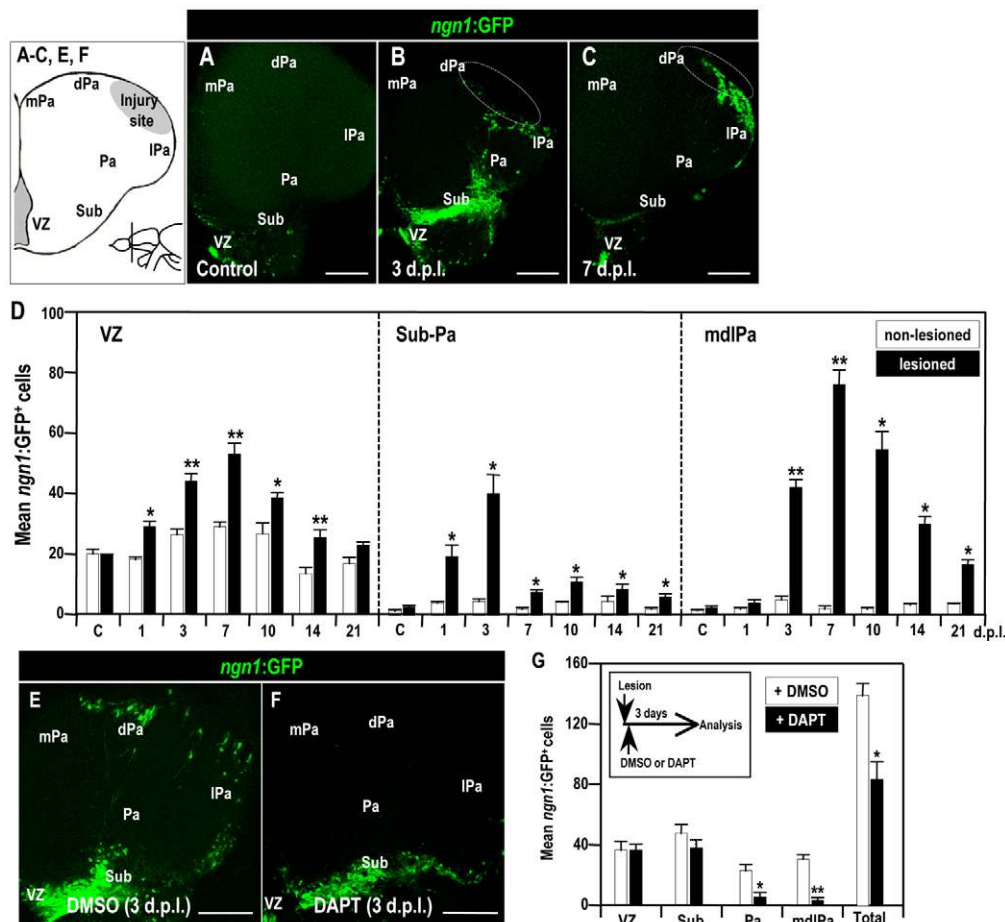 ngn1:GFP
A-C, E, F
dPa
mPa
Injury
site
lPa
Pa
Sub
VZ
A
dPa
mPa
lPa
Pa
Sub
VZ
Control
B
dPa
mPa
Pa
lPa
Sub
VZ
3 d.p.l.
C
dPa
mPa
lPa
Pa
Sub
VZ
7 d.p.l.
D
Mean ngn1:GFP+ cells
100
80
60
40
20
0
VZ
Sub-Pa
mdlPa
non-lesioned
lesioned
* ** ** * **
* * * * * *
** ** * * *
C 1 3 7 10 14 21 C 1 3 7 10 14 21 C 1 3 7 10 14 21 d.p.l.
ngn1:GFP
E
mPa
dPa
lPa
Pa
Sub
VZ
DMSO (3 d.p.l.)
F
mPa
dPa
lPa
Pa
Sub
VZ
DAPT (3 d.p.l.)
G
Mean ngn1:GFP+cells
160
120
80
40
0
Lesion
3 days
Analysis
DMSO or DAPT
+ DMSO
+ DAPT
* ** *
VZ Sub Pa mdlPa Total